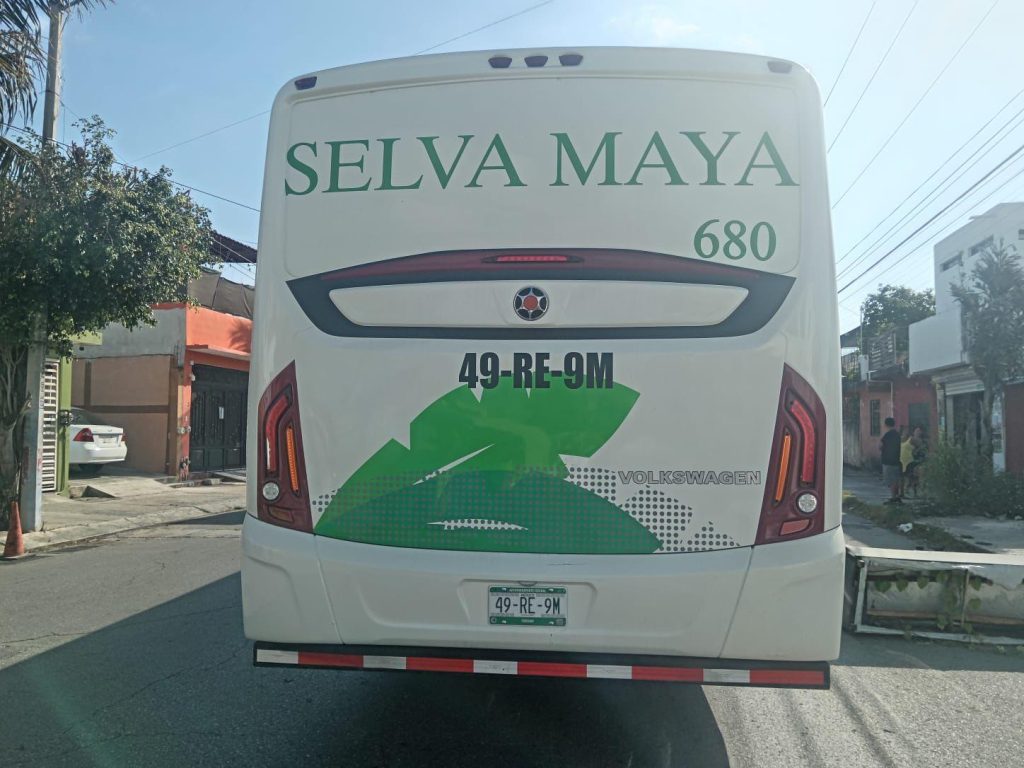 SELVA MAYA
680
49-RE-9M
VOLKSWAGEN
49-RE-9M